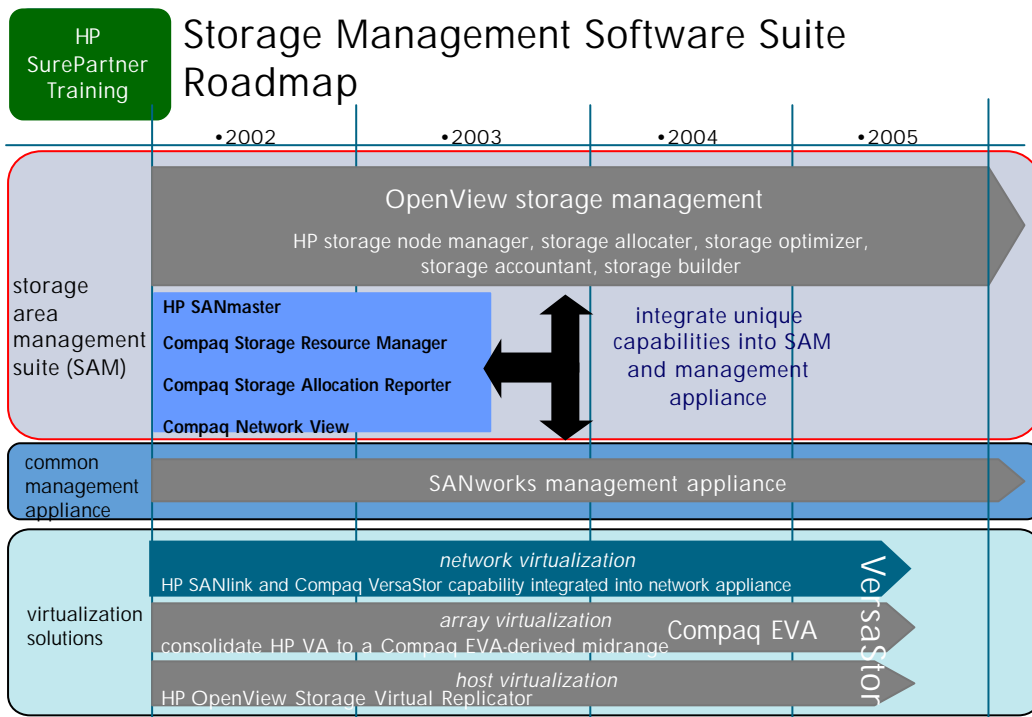 HP
SurePartner
Training
Storage Management Software Suite
Roadmap
•2002
•2003
•2004
•2005
storage
area
management
suite (SAM)
OpenView storage management
HP storage node manager, storage allocater, storage optimizer,
storage accountant, storage builder
HP SANmaster
Compaq Storage Resource Manager
Compaq Storage Allocation Reporter
Compaq Network View
integrate unique
capabilities into SAM
and management
appliance
common
management
appliance
SANworks management appliance
virtualization
solutions
network virtualization
HP SANlink and Compaq VersaStor capability integrated into network appliance
array virtualization
Compaq EVA
consolidate HP VA to a Compaq EVA-derived midrange
host virtualization
HP OpenView Storage Virtual Replicator
VersaStor